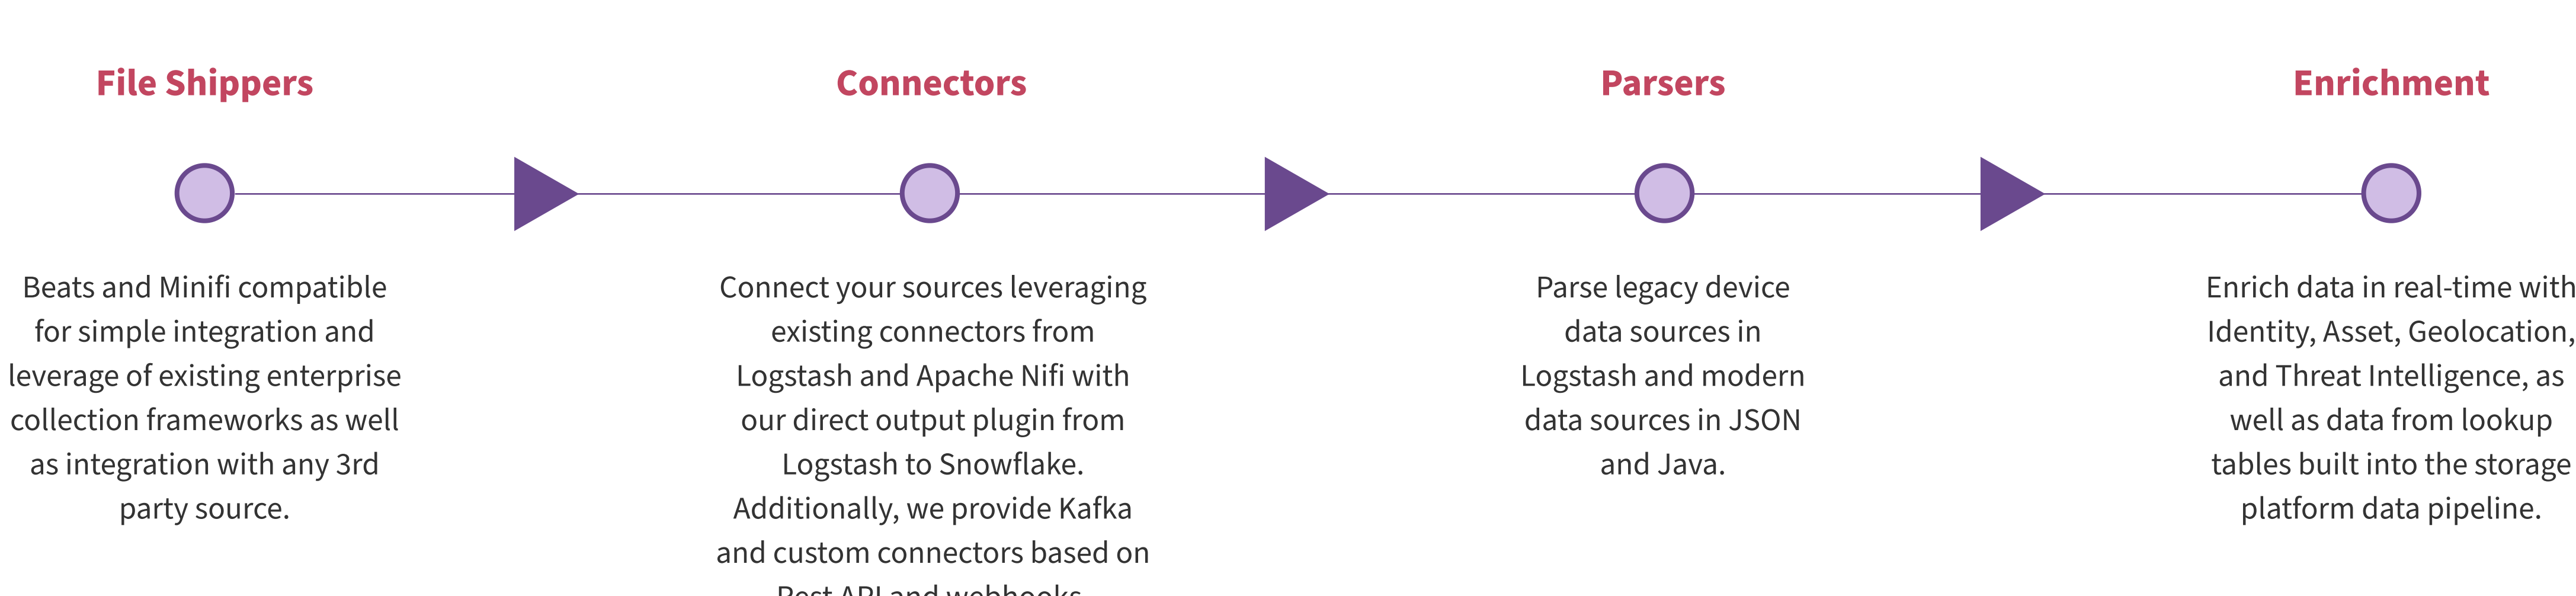 File Shippers
Beats and Minifi compatible
for simple integration and
leverage of existing enterprise
collection frameworks as well
as integration with any 3rd
party source.
Connectors
Connect your sources leveraging
existing connectors from
Logstash and Apache Nifi with
our direct output plugin from
Logstash to Snowflake.
Additionally, we provide Kafka
and custom connectors based on
Rest API and webhooks
Parsers
Parse legacy device
data sources in
Logstash and modern
data sources in JSON
and Java.
Enrichment
Enrich data in real-time with
Identity, Asset, Geolocation,
and Threat Intelligence, as
well as data from lookup
tables built into the storage
platform data pipeline.